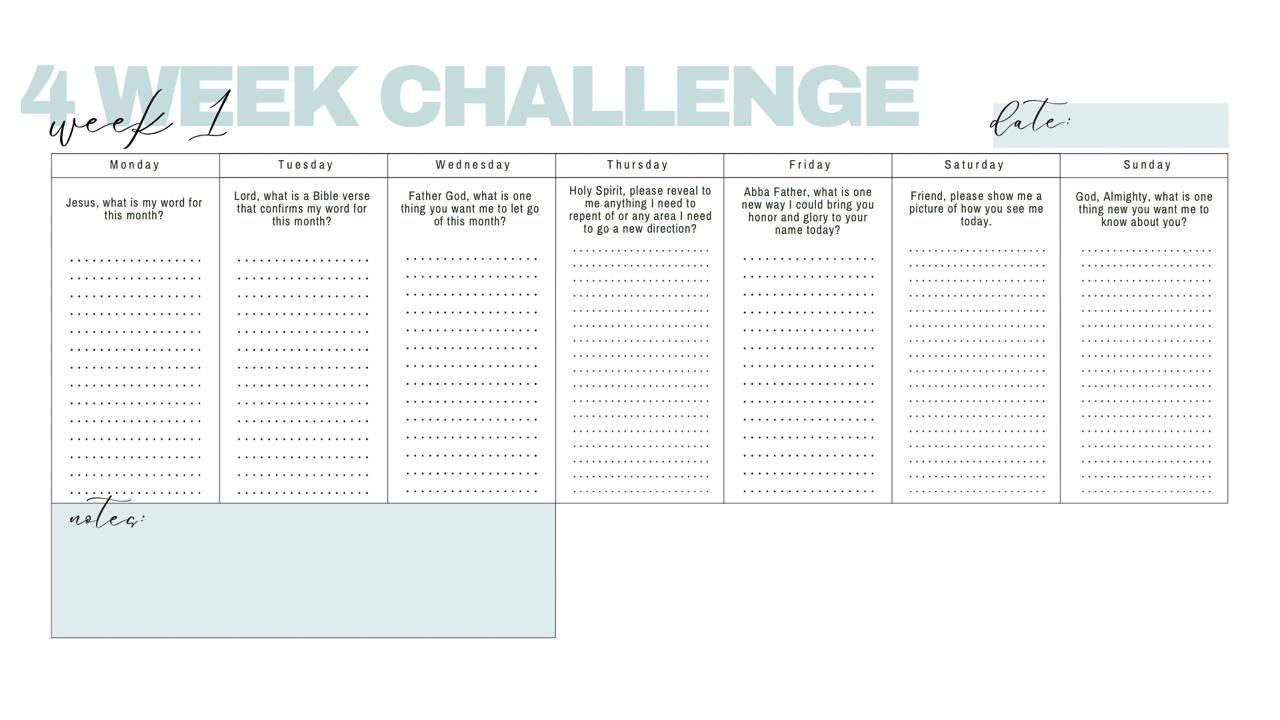 4 WEEK CHALLENGE
week 1
date:
Monday
Tuesday
Wednesday
Thursday
Friday
Saturday
Sunday
Jesus, what is my word for
this month?
Lord, what is a Bible verse
that confirms my word for
this month?
Father God, what is one
thing you want me to let go
of this month?
Holy Spirit, please reveal to
me anything I need to
repent of or any area I need
to go a new direction?
Abba Father, what is one
new way I could bring you
honor and glory to your
name today?
Friend, please show me a
picture of how you see me
today.
God, Almighty, what is one
thing new you want me to
know about you?
notes: